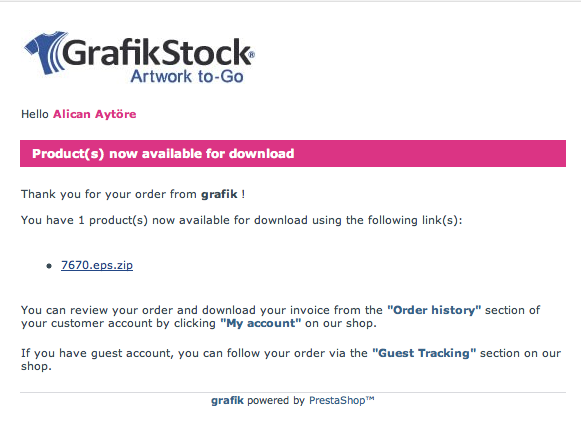 GrafikStock®
Artwork to-Go
Hello Alican Aytöre
Product(s) now available for download
Thank you for your order from grafik !
You have 1 product(s) now available for download using the following link(s):
• 7670.eps.zip
You can review your order and download your invoice from the "Order history" section of
your customer account by clicking "My account" on our shop.
If you have guest account, you can follow your order via the "Guest Tracking" section on our
shop.
grafik powered by PrestaShop™